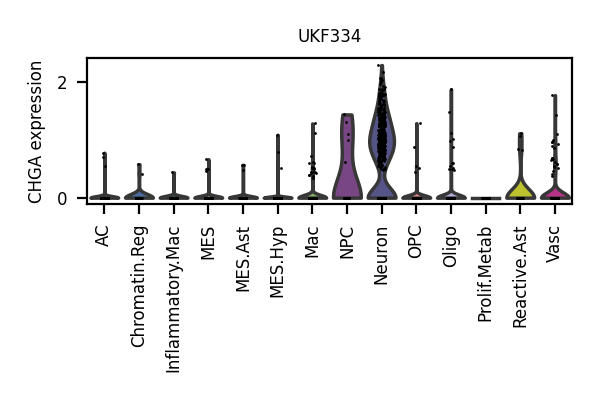 UKF334
CHGA expression
2
0
AC
Chromatin.Reg
Inflammatory.Mac
MES
MES.Ast
MES.Hyp
Mac
NPC
Neuron
OPC
Oligo
Prolif.Metab
Reactive.Ast
Vasc